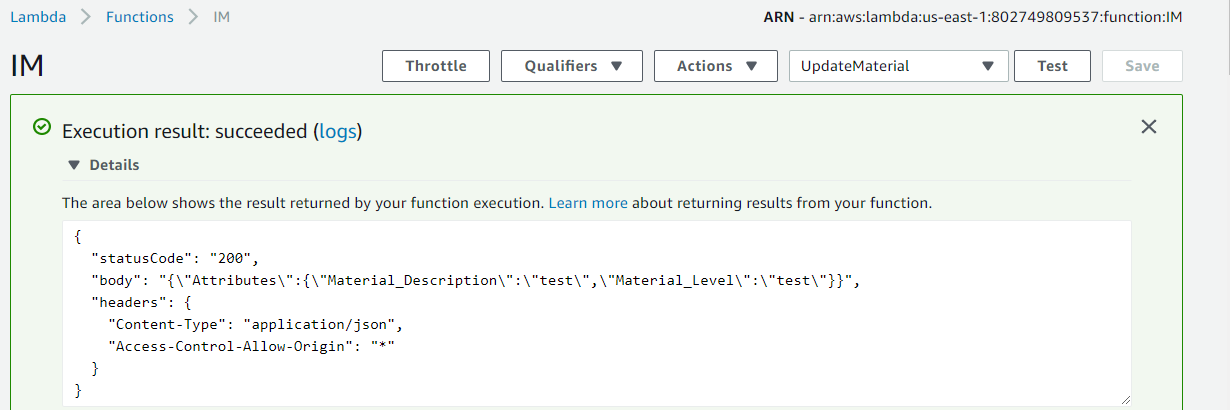 Lambda > Functions > IM ARN - arn:aws:lambda:us-east-1:802749809537:function:IM
IM Throttle Qualifiers Actions UpdateMaterial Test Save
Execution result: succeeded (logs)
Details
The area below shows the result returned by your function execution. Learn more about returning results from your function.
{
  "statusCode": "200",
  "body": "{\"Attributes\":{\"Material_Description\":\"test\",\"Material_Level\":\"test\"}}",
  "headers": {
    "Content-Type": "application/json",
    "Access-Control-Allow-Origin": "*"
  }
}